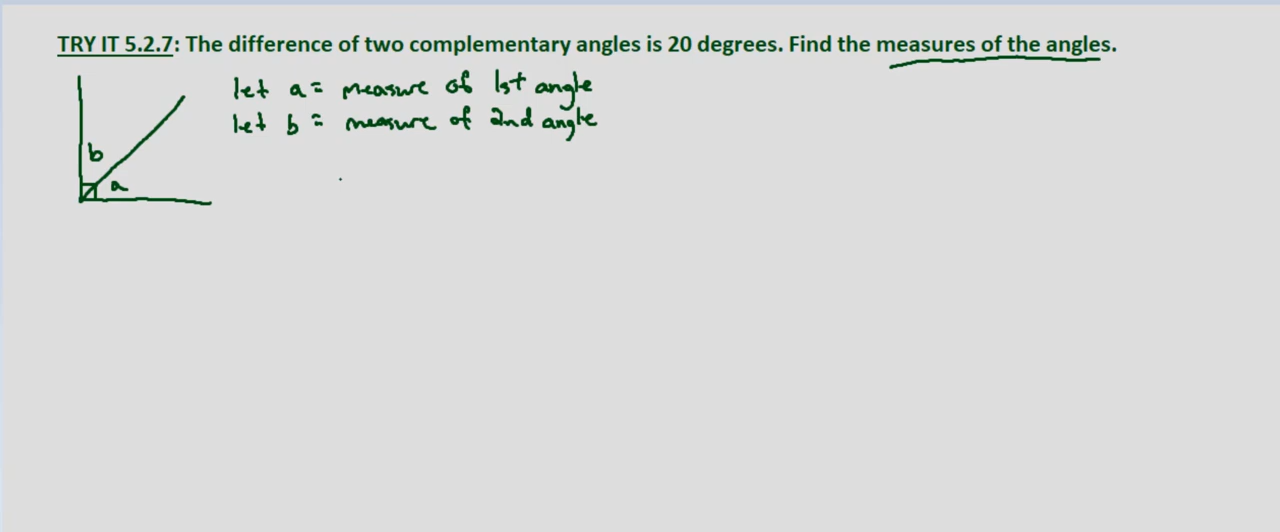 TRY IT 5.2.7: The difference of two complementary angles is 20 degrees. Find the measures of the angles.
let a = measure of 1st angle
let b = measure of 2nd angle
b
a